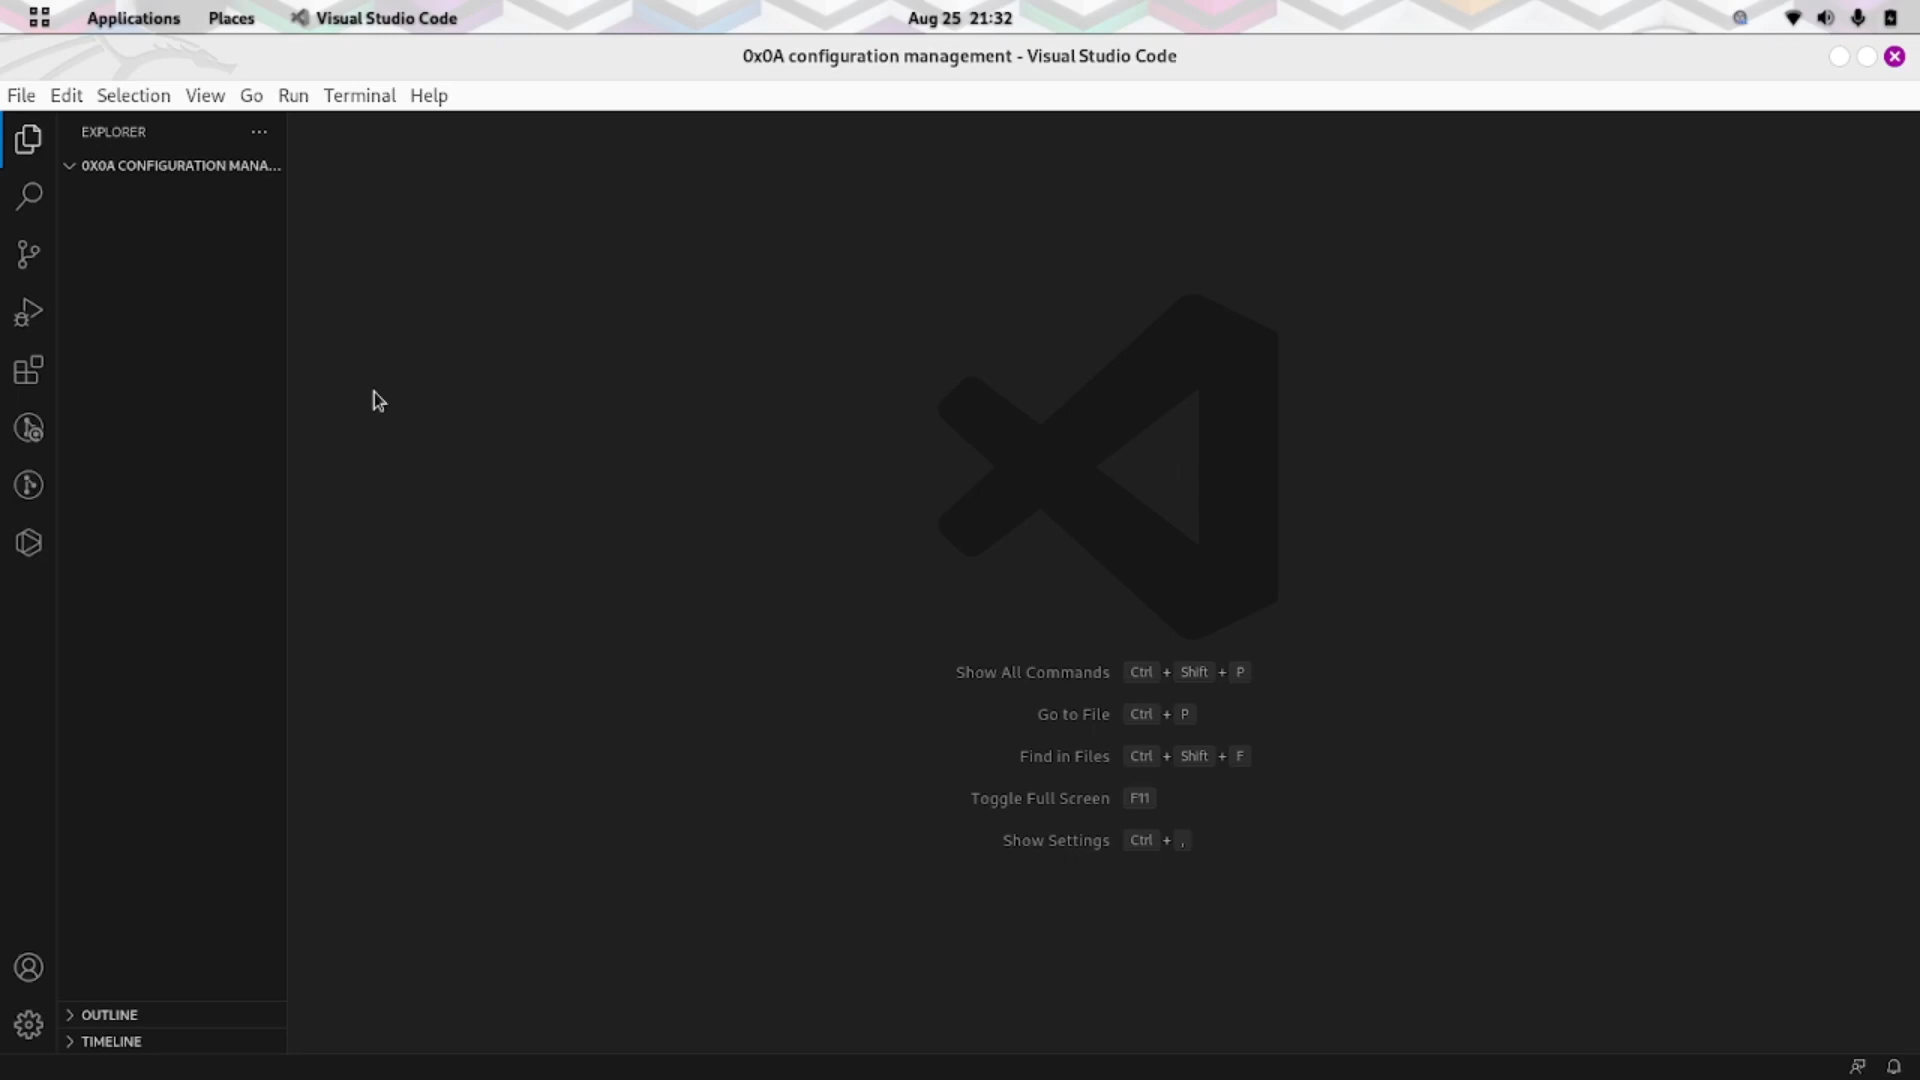 Applications Places Visual Studio Code Aug 25 21:32
0x0A configuration management - Visual Studio Code
File Edit Selection View Go Run Terminal Help
EXPLORER
0X0A CONFIGURATION MANA...
Show All Commands Ctrl + Shift + P
Go to File Ctrl + P
Find in Files Ctrl + Shift + F
Toggle Full Screen F11
Show Settings Ctrl + ,
OUTLINE
TIMELINE